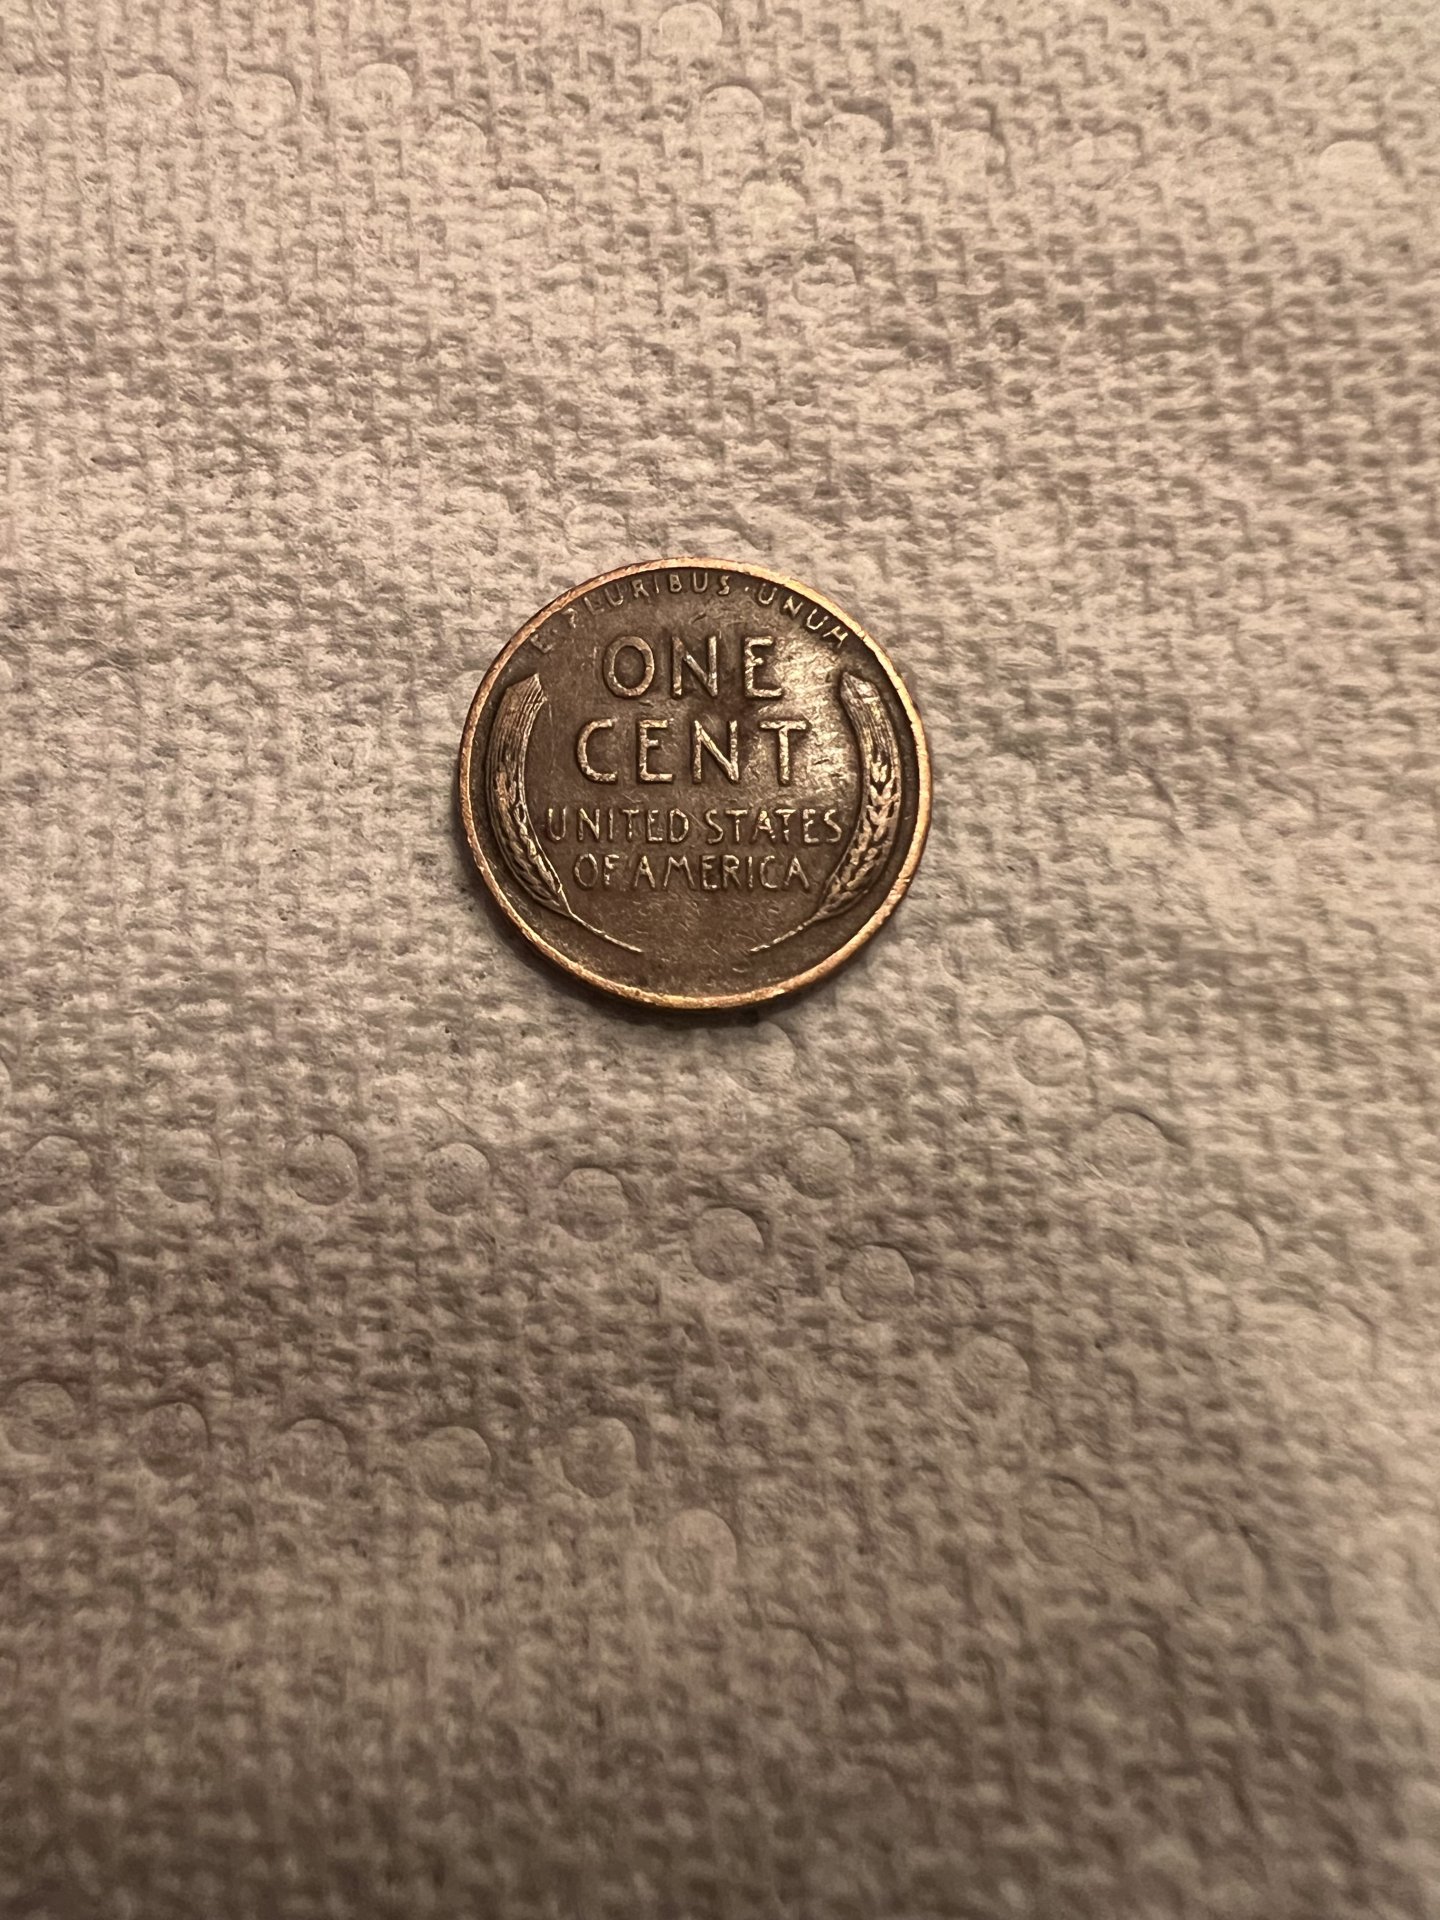 E·PLURIBUS·UNUM
ONE
CENT
UNITED STATES
OF AMERICA